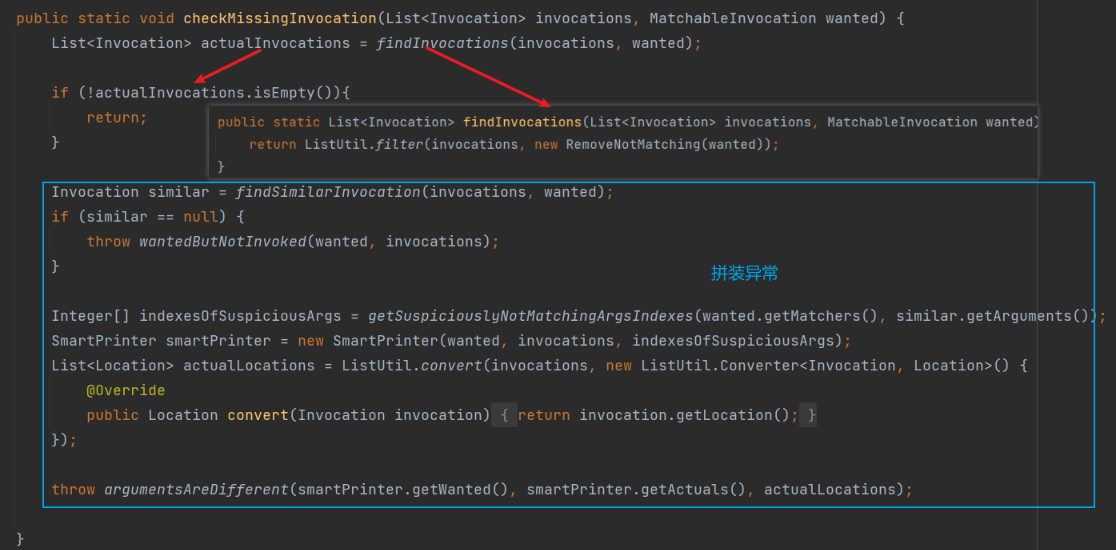 public static void checkMissingInvocation(List<Invocation> invocations, MatchableInvocation wanted) {
    List<Invocation> actualInvocations = findInvocations(invocations, wanted);
    if (!actualInvocations.isEmpty()){
        return;
    }
public static List<Invocation> findInvocations(List<Invocation> invocations, MatchableInvocation wanted)
    return ListUtil.filter(invocations, new RemoveNotMatching(wanted));
}
    Invocation similar = findSimilarInvocation(invocations, wanted);
    if (similar == null) {
        throw wantedButNotInvoked(wanted, invocations);
    }
拼装异常
    Integer[] indexesOfSuspiciousArgs = getSuspiciouslyNotMatchingArgsIndexes(wanted.getMatchers(), similar.getArguments());
    SmartPrinter smartPrinter = new SmartPrinter(wanted, invocations, indexesOfSuspiciousArgs);
    List<Location> actualLocations = ListUtil.convert(invocations, new ListUtil.Converter<Invocation, Location>() {
        @Override
        public Location convert(Invocation invocation) { return invocation.getLocation(); }
    });
    throw argumentsAreDifferent(smartPrinter.getWanted(), smartPrinter.getActuals(), actualLocations);
}